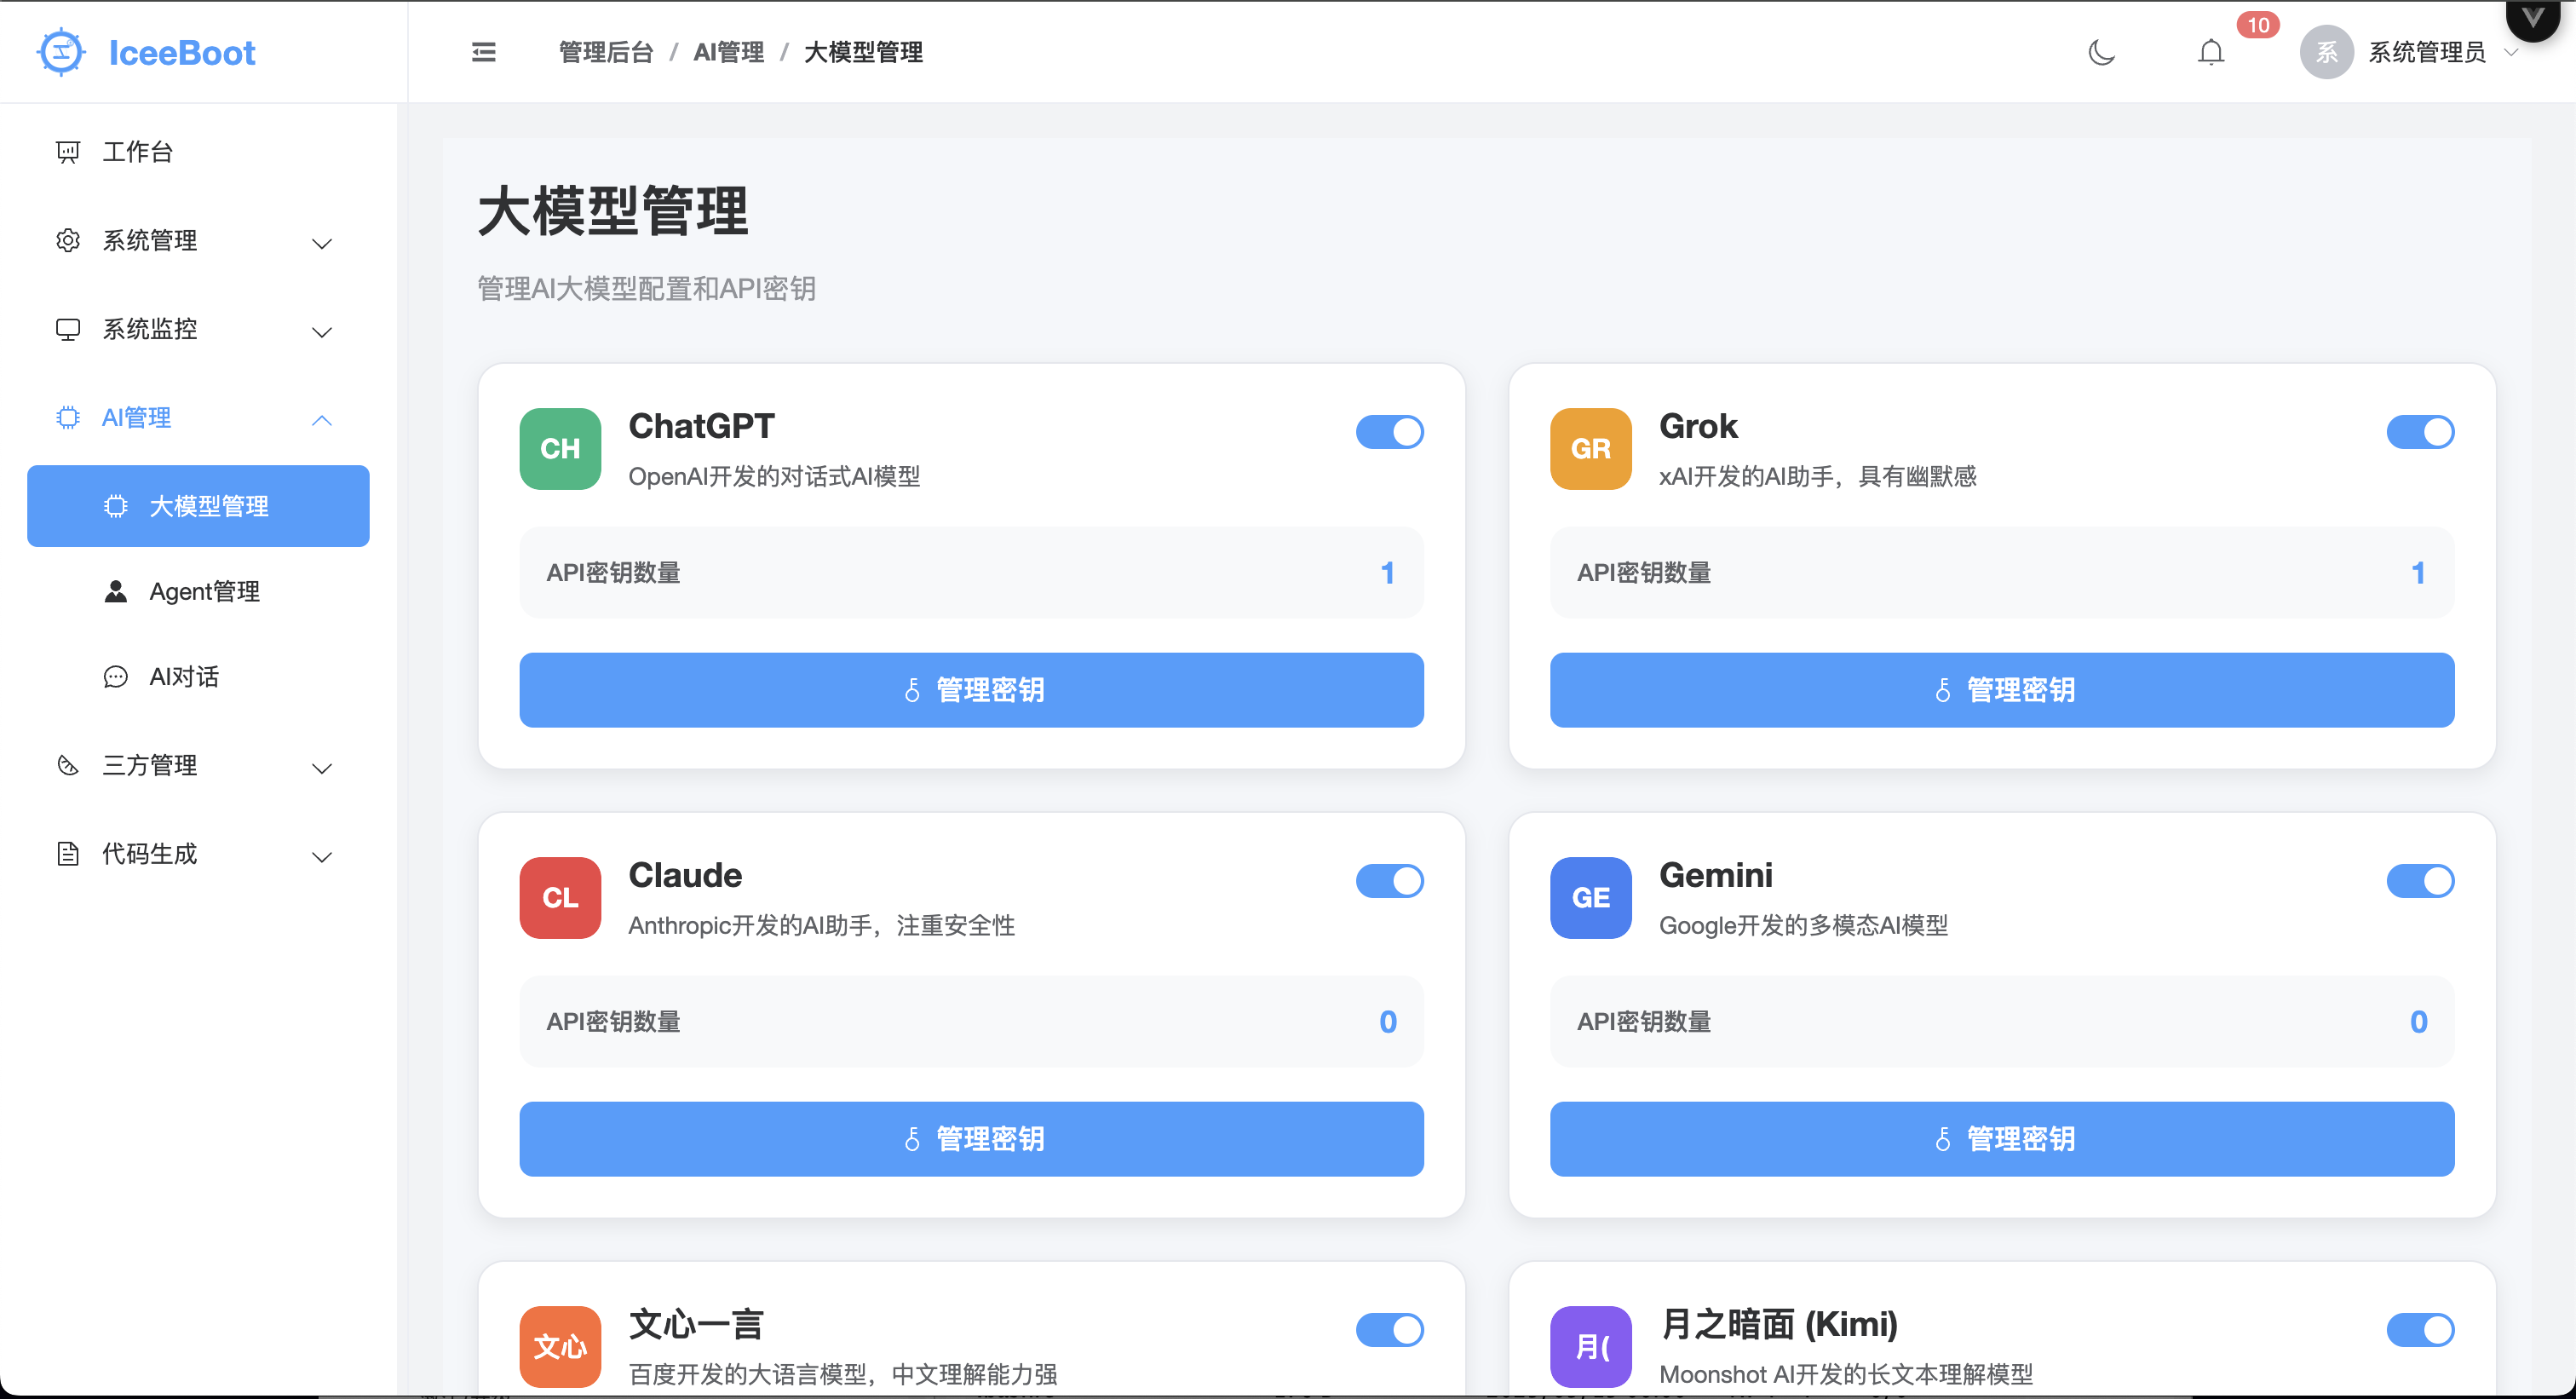 IceeBoot
管理后台 / AI管理 / 大模型管理
10
系 系统管理员
工作台
系统管理
系统监控
AI管理
大模型管理
Agent管理
AI对话
三方管理
代码生成
大模型管理
管理AI大模型配置和API密钥
CH
ChatGPT
OpenAI开发的对话式AI模型
API密钥数量 1
管理密钥
GR
Grok
xAI开发的AI助手，具有幽默感
API密钥数量 1
管理密钥
CL
Claude
Anthropic开发的AI助手，注重安全性
API密钥数量 0
管理密钥
GE
Gemini
Google开发的多模态AI模型
API密钥数量 0
管理密钥
文心
文心一言
百度开发的大语言模型，中文理解能力强
月(
月之暗面 (Kimi)
Moonshot AI开发的长文本理解模型